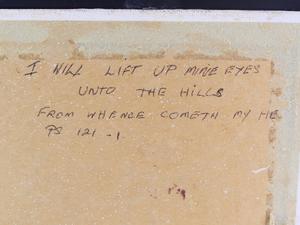 I WILL LIFT UP MINE EYES
UNTO THE HILLS
FROM WHENCE COMETH MY HE
PS 121 -1